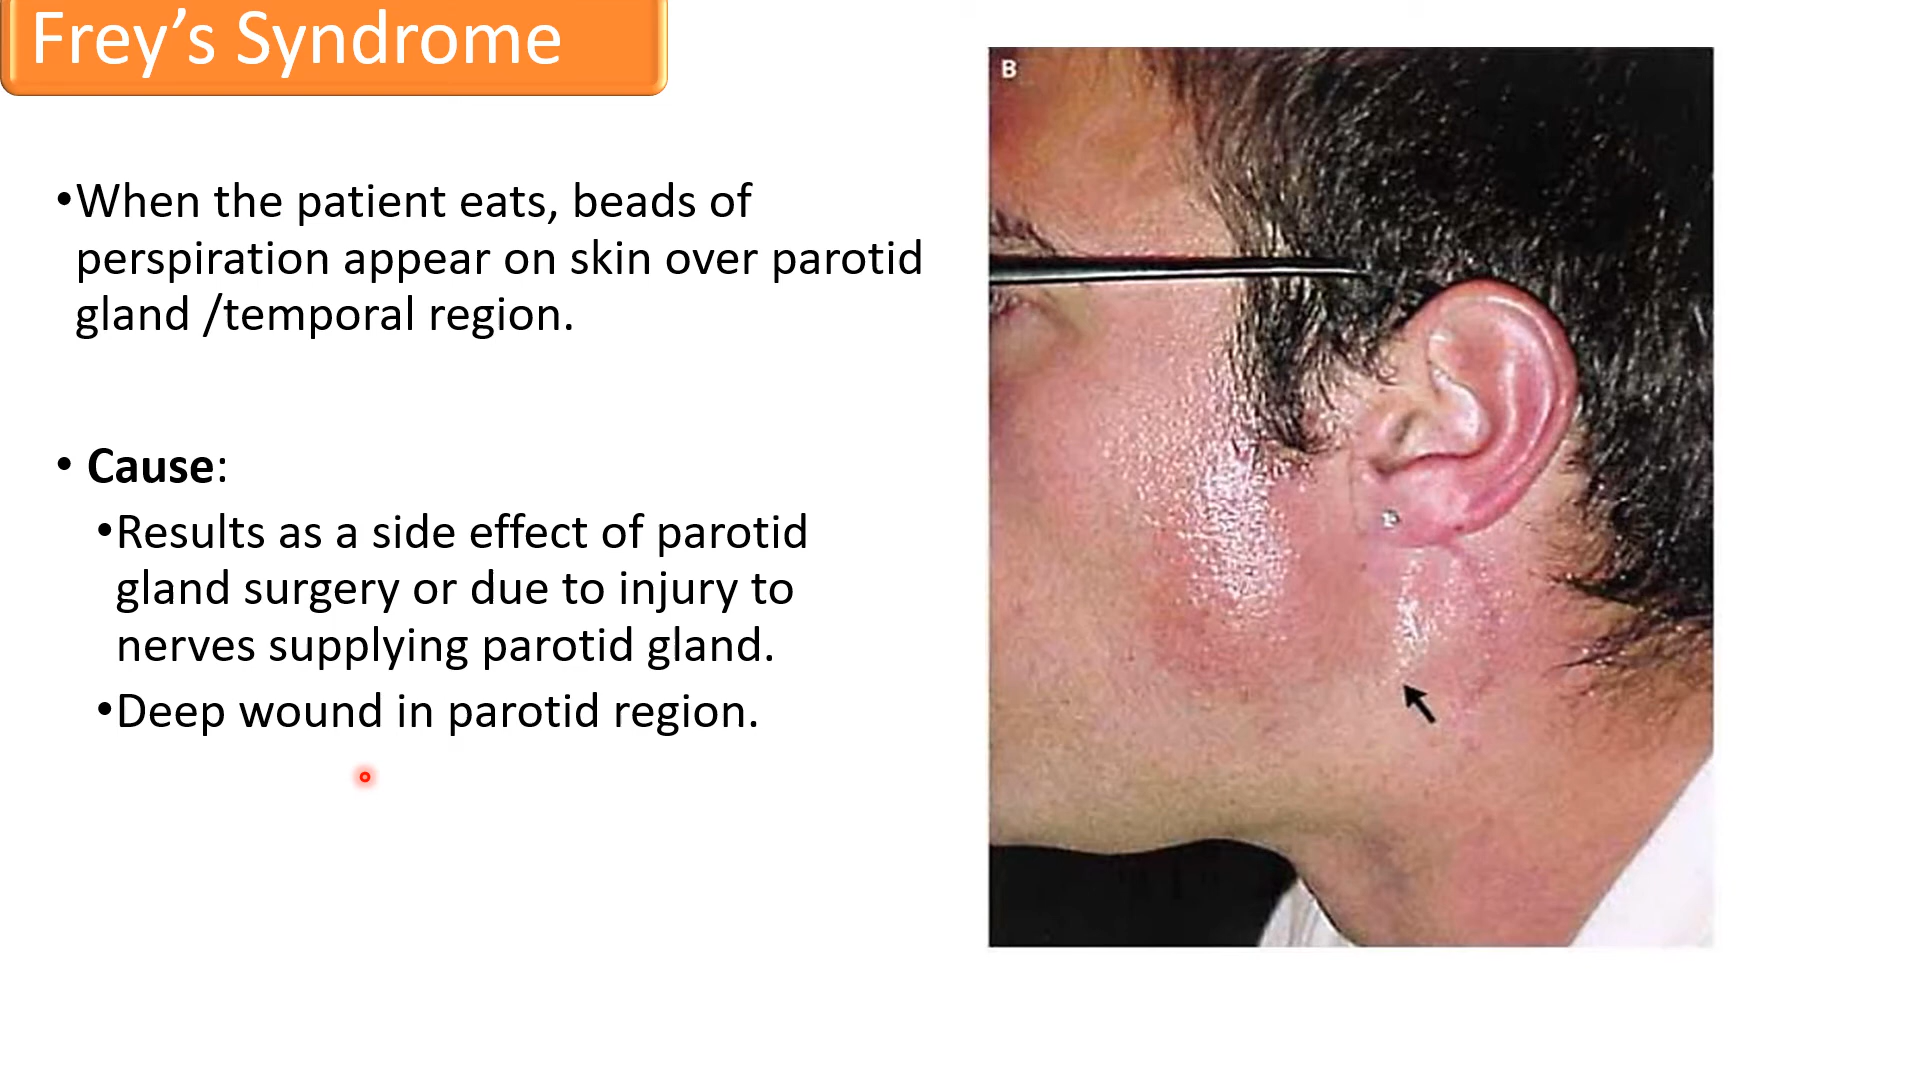 Frey’s Syndrome
•When the patient eats, beads of
perspiration appear on skin over parotid
gland /temporal region.
• Cause:
•Results as a side effect of parotid
gland surgery or due to injury to
nerves supplying parotid gland.
•Deep wound in parotid region.
B